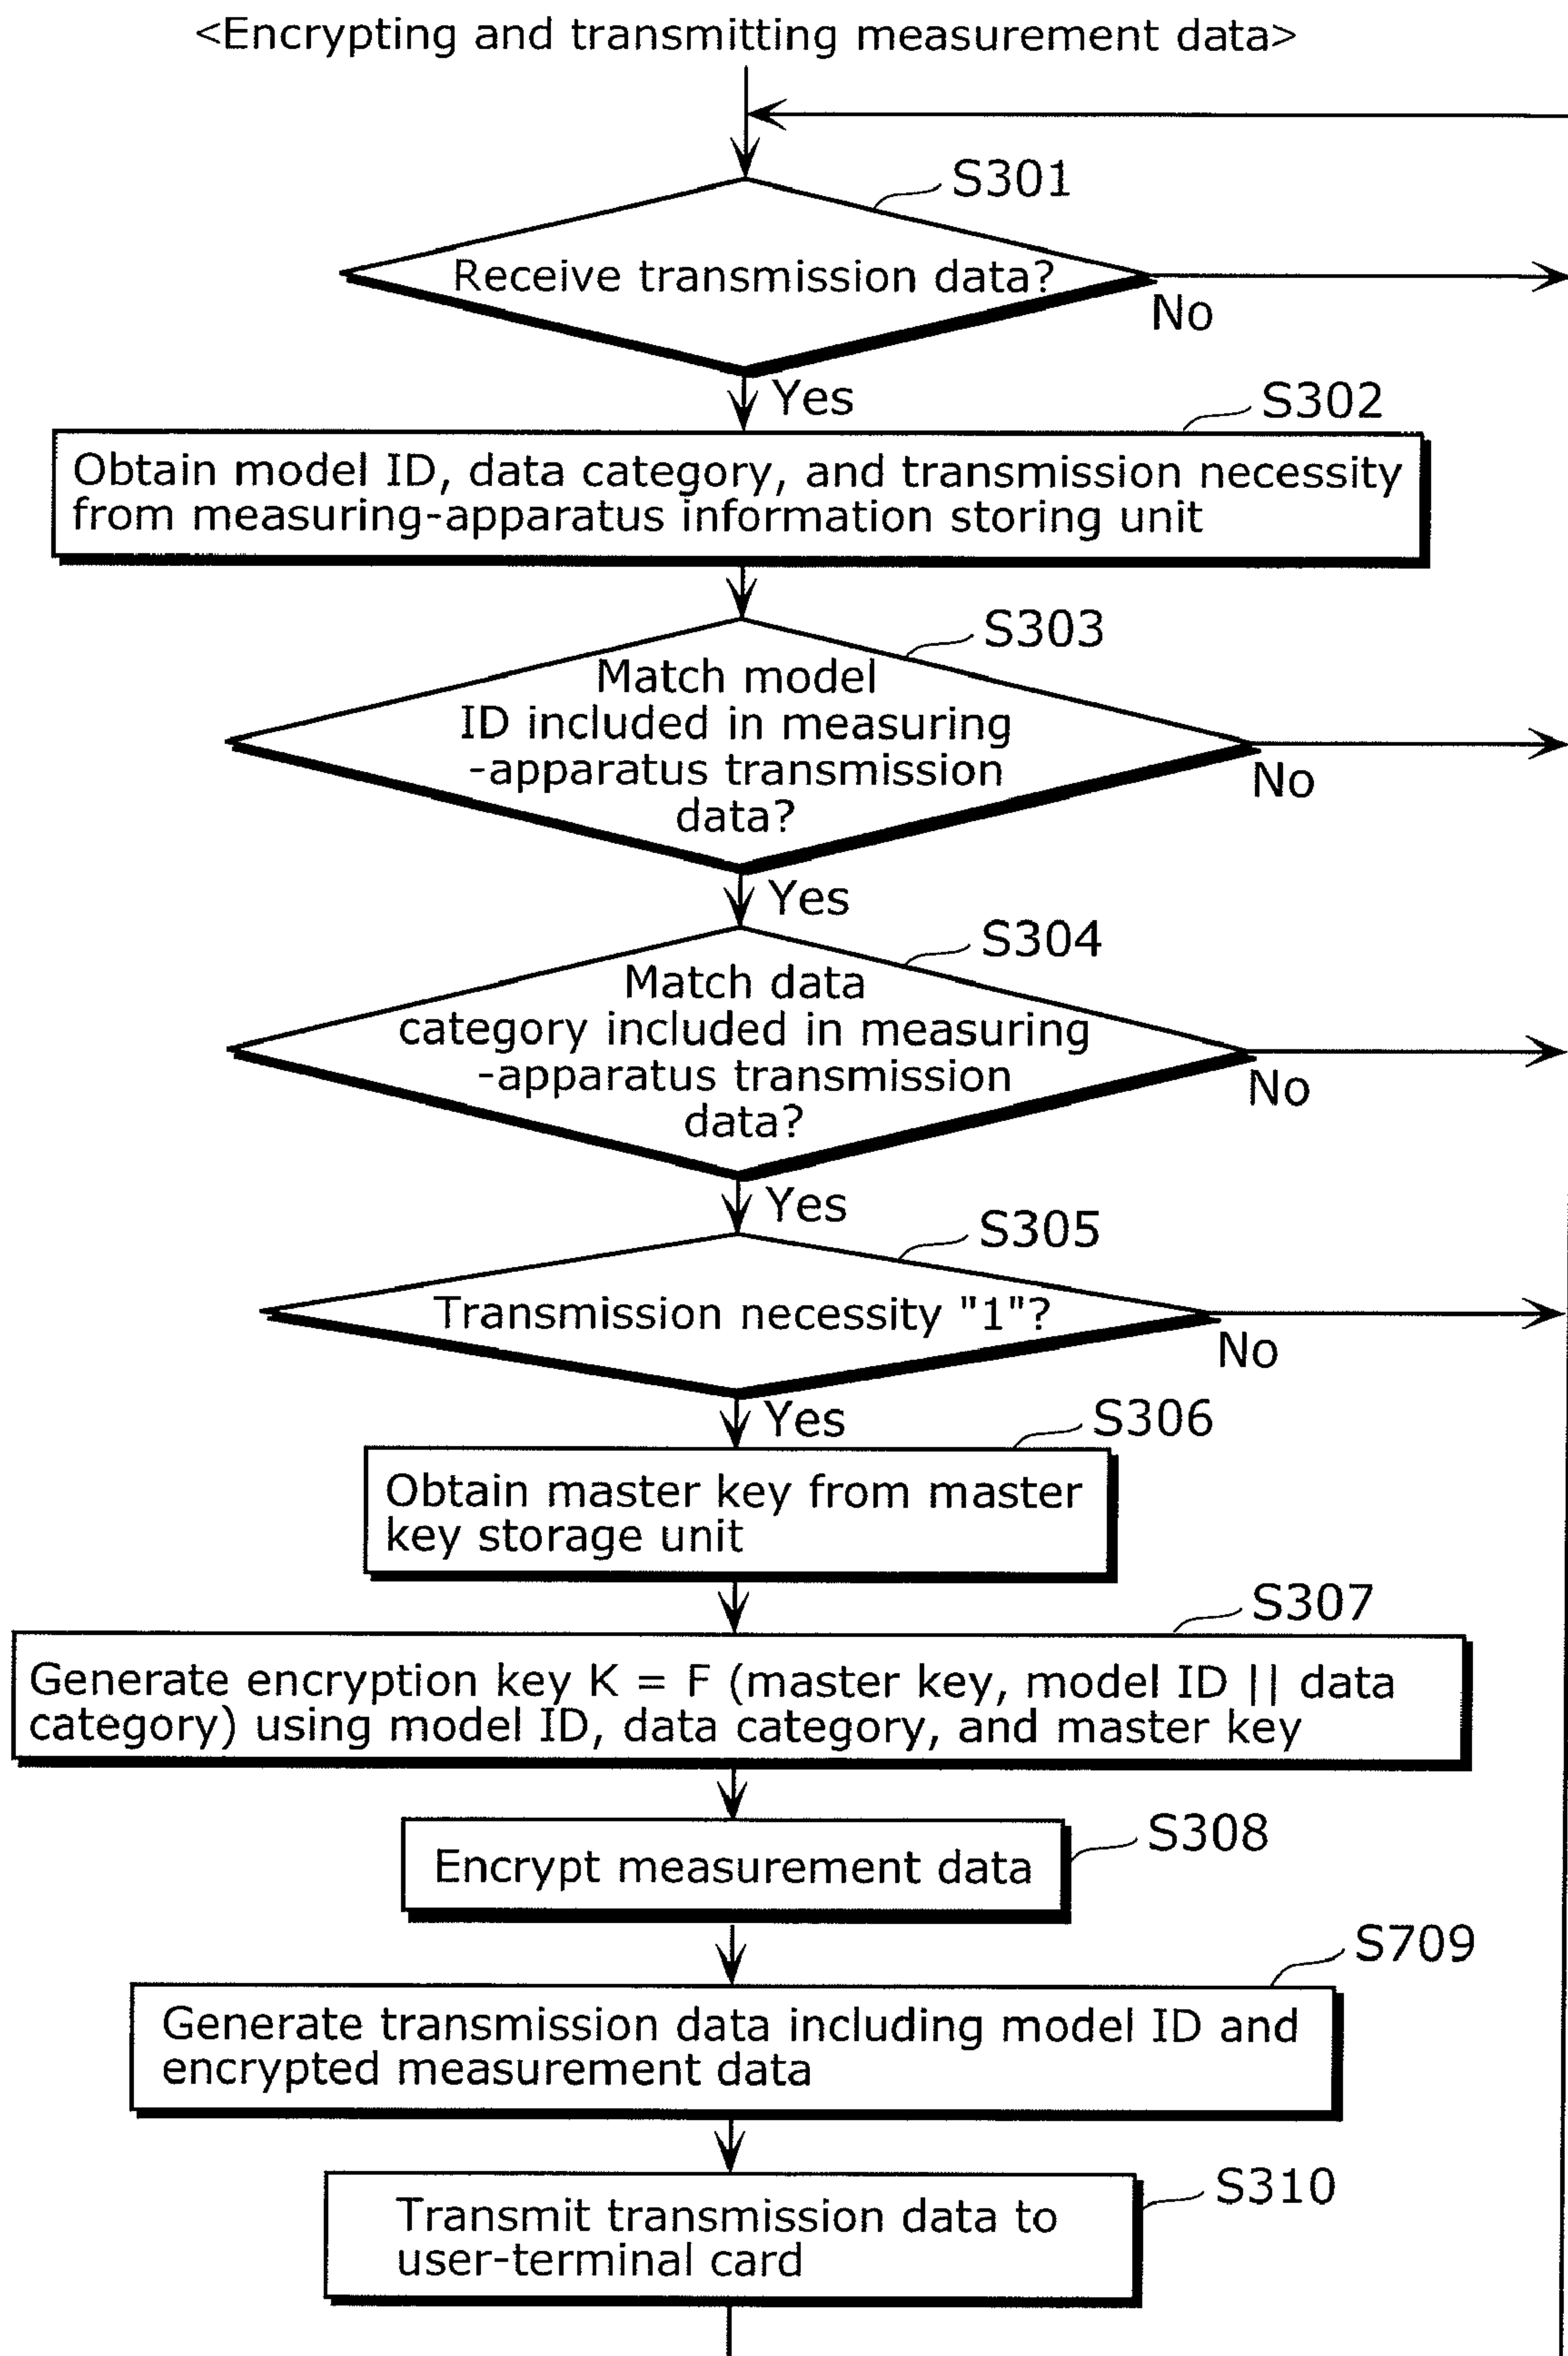 <Encrypting and transmitting measurement data>
S301
Receive transmission data?
No
Yes
S302
Obtain model ID, data category, and transmission necessity
from measuring-apparatus information storing unit
S303
Match model
ID included in measuring
-apparatus transmission
data?
No
Yes
S304
Match data
category included in measuring
-apparatus transmission
data?
No
Yes
S305
Transmission necessity "1"?
No
Yes
S306
Obtain master key from master
key storage unit
S307
Generate encryption key K = F (master key, model ID || data
category) using model ID, data category, and master key
S308
Encrypt measurement data
S709
Generate transmission data including model ID and
encrypted measurement data
S310
Transmit transmission data to
user-terminal card